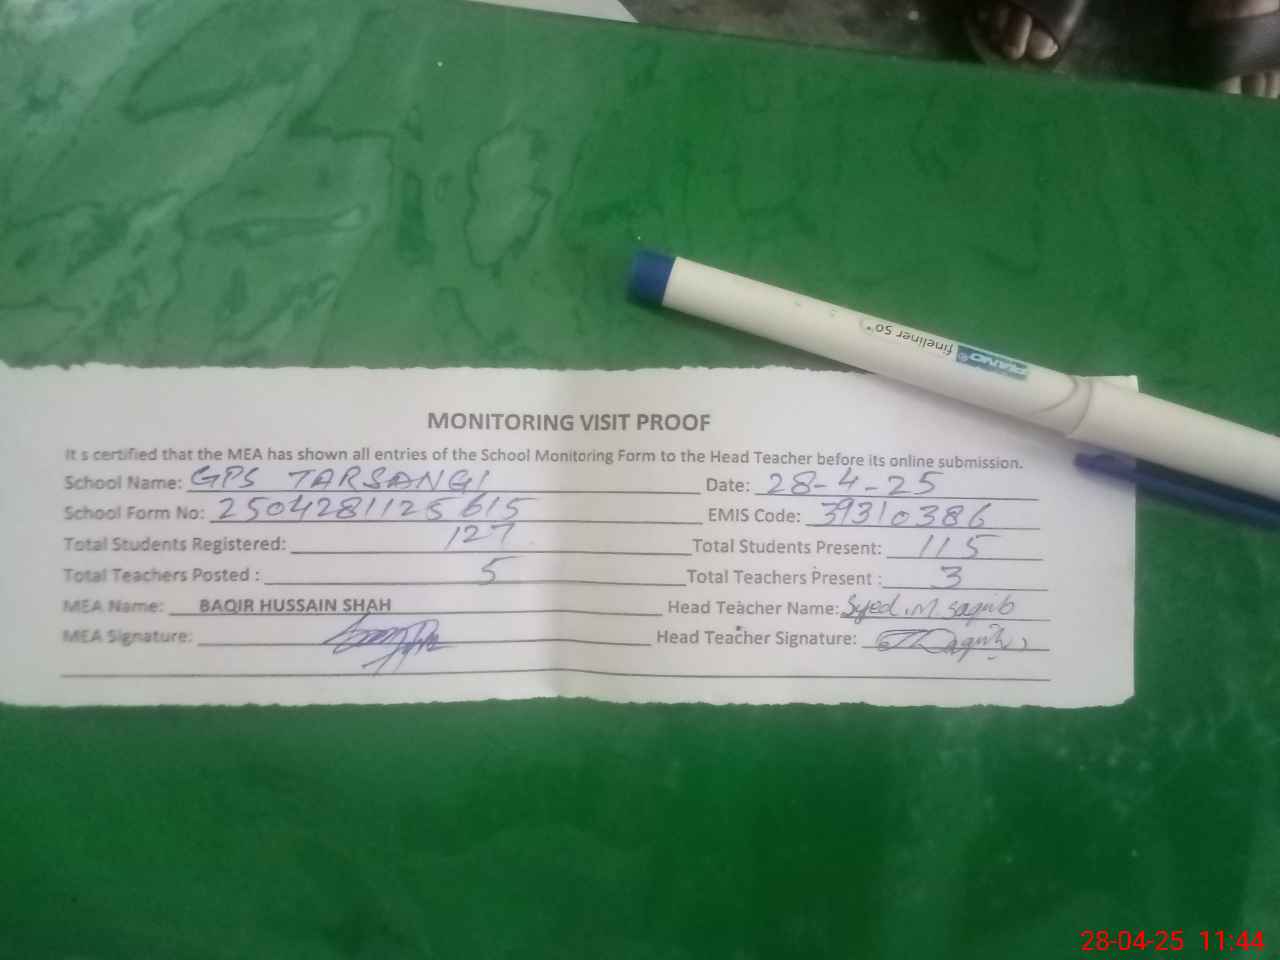 PIANO®
fineliner 50°
MONITORING VISIT PROOF
It s certified that the MEA has shown all entries of the School Monitoring Form to the Head Teacher before its online submission.
School Name: GPS TARSANGI Date: 28-4-25
School Form No: 2504281125615 EMIS Code: 39310386
Total Students Registered: 127 Total Students Present: 115
Total Teachers Posted : 5 Total Teachers Present : 3
MEA Name: BAQIR HUSSAIN SHAH Head Teacher Name: Syed.M saqib
MEA Signature: Head Teacher Signature:
28-04-25 11:44